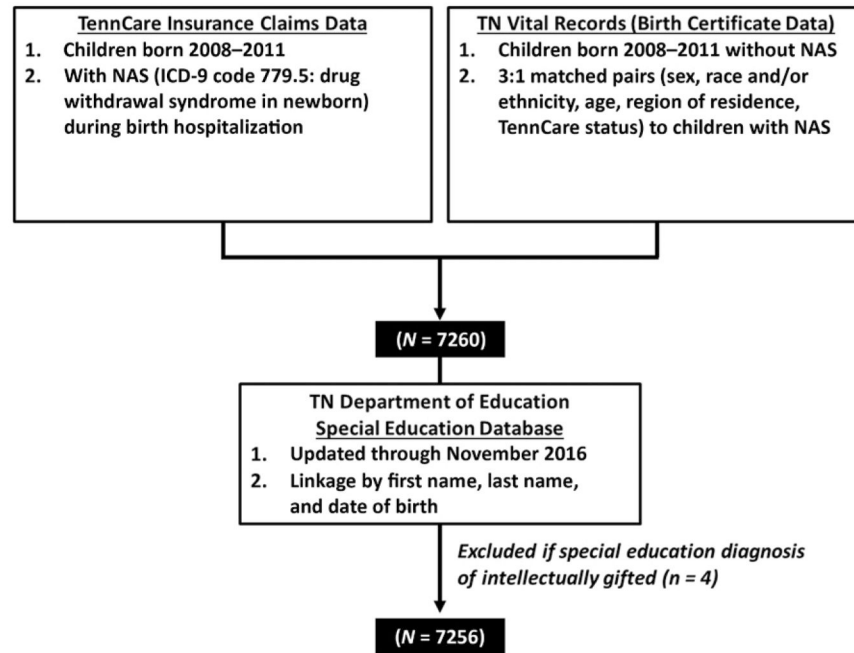 TennCare Insurance Claims Data
1. Children born 2008–2011
2. With NAS (ICD-9 code 779.5: drug
withdrawal syndrome in newborn)
during birth hospitalization
TN Vital Records (Birth Certificate Data)
1. Children born 2008–2011 without NAS
2. 3:1 matched pairs (sex, race and/or
ethnicity, age, region of residence,
TennCare status) to children with NAS
(N = 7260)
TN Department of Education
Special Education Database
1. Updated through November 2016
2. Linkage by first name, last name,
and date of birth
Excluded if special education diagnosis
of intellectually gifted (n = 4)
(N = 7256)